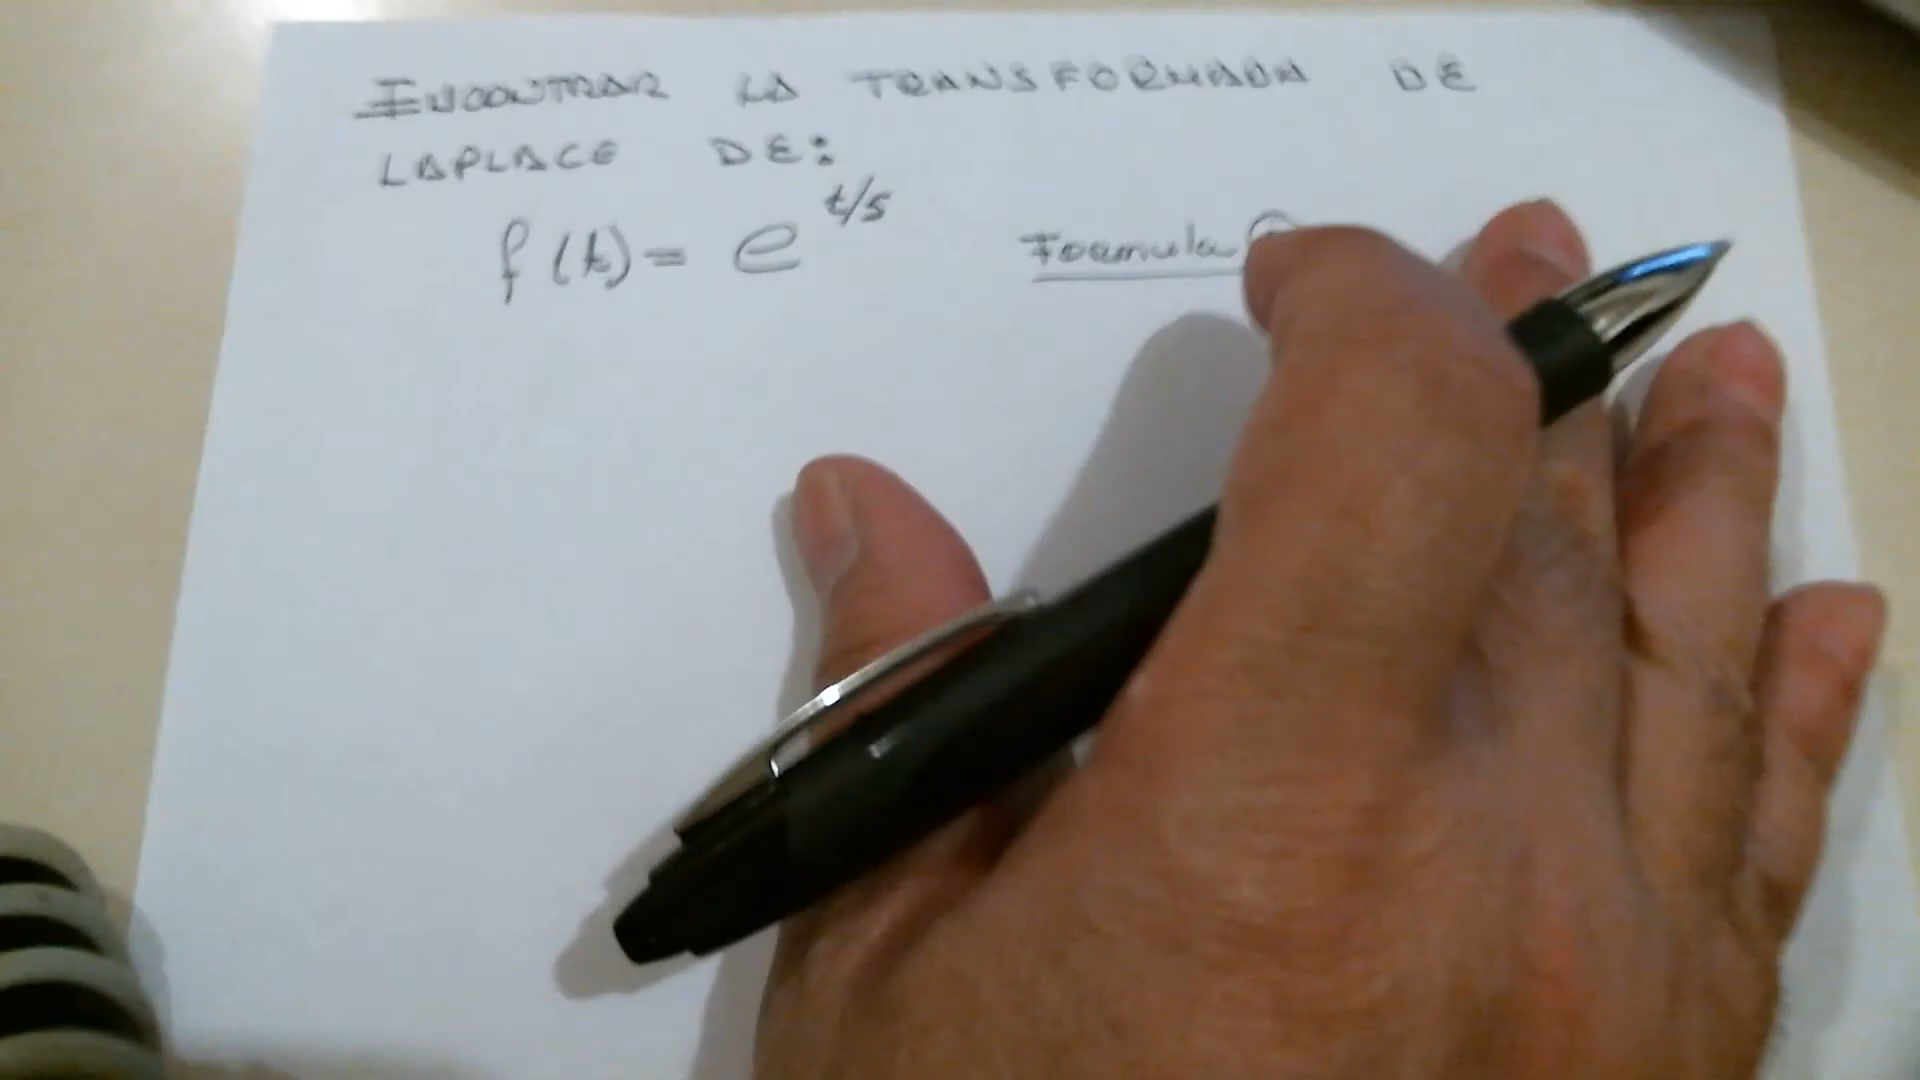 ENCONTRAR LA TRANSFORMADA DE
LAPLACE DE:
f(t) = e^{t/5}
Formula